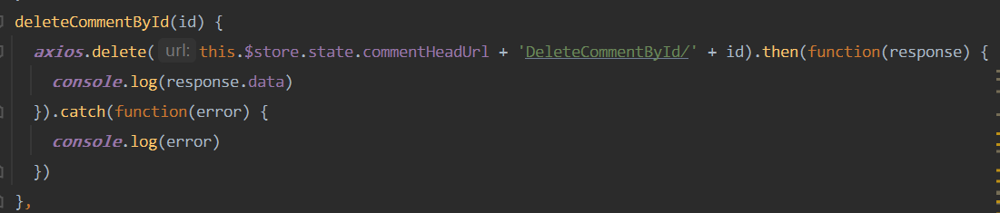 deleteCommentById(id) {
axios.delete( url: this.$store.state.commentHeadUrl + 'DeleteCommentById/' + id).then(function(response) {
console.log(response.data)
}).catch(function(error) {
console.log(error)
})
},